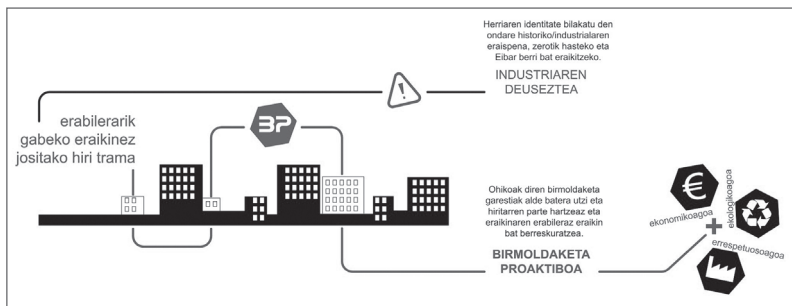 Herriaren identitate bilakatu den
ondare historiko/industrialaren
eraispena, zerotik hasteko eta
Eibar berri bat eraikitzeko.
INDUSTRIAREN
DEUSEZTEA
erabilerarik
gabeko eraikinez
jositako hiri trama
BP
Ohikoak diren birmoldaketa
garestiak alde batera utzi eta
hiritarren parte hartzeaz eta
eraikinaren erabileraz eraikin
bat berreskuratzea.
BIRMOLDAKETA
PROAKTIBOA
€
ekonomikoagoa
ekologikoagoa
+
errespetuosoagoa